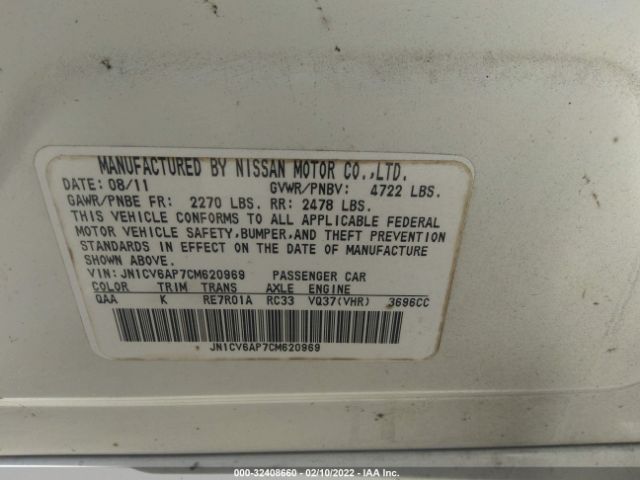 MANUFACTURED BY NISSAN MOTOR CO.,LTD.
DATE: 08/11 GVWR/PNBV: 4722 LBS.
GAWR/PNBE FR: 2270 LBS. RR: 2478 LBS.
THIS VEHICLE CONFORMS TO ALL APPLICABLE FEDERAL
MOTOR VEHICLE SAFETY,BUMPER,AND THEFT PREVENTION
STANDARDS IN EFFECT ON THE DATE OF MANUFACTURE
SHOWN ABOVE.
VIN: JN1CV6AP7CM620969 PASSENGER CAR
COLOR TRIM TRANS AXLE ENGINE
QAA K RE7R01A RC33 VQ37(VHR) 3696CC
JN1CV6AP7CM620969
000-32408660 - 02/10/2022 - IAA Inc.